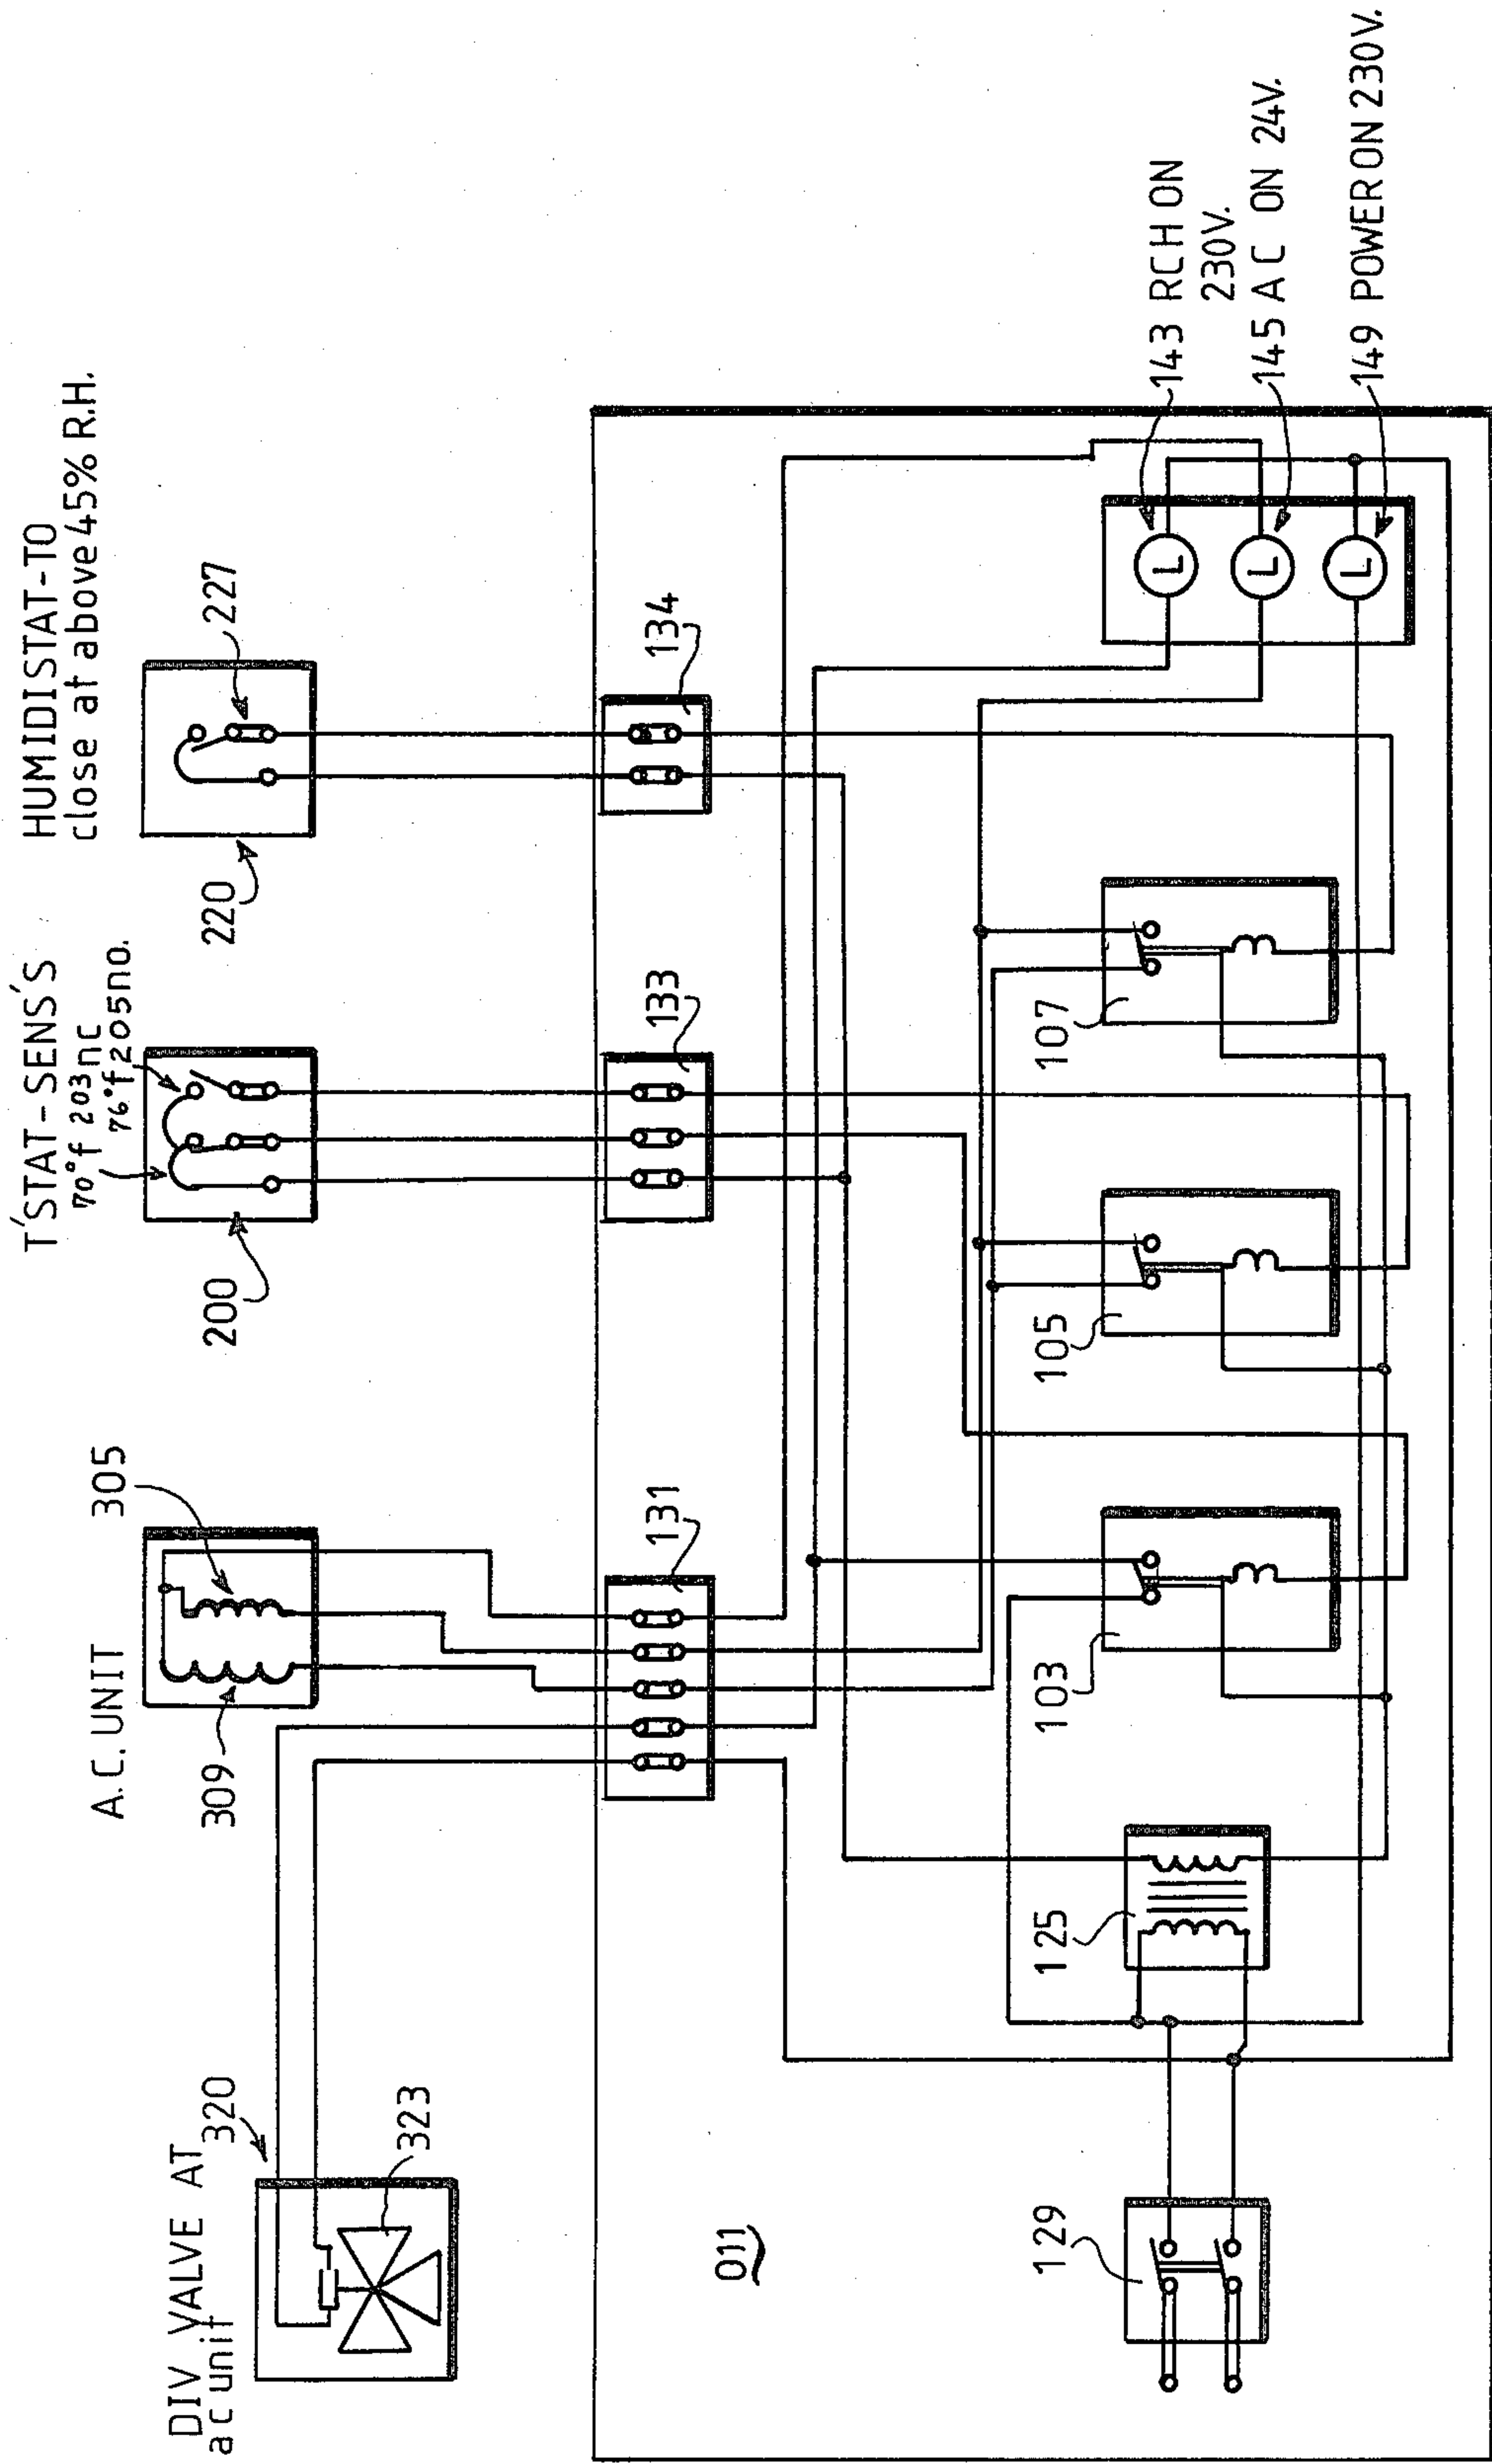 DIV VALVE AT
ac unit
320
323
A.C. UNIT
309
305
T'STAT-SENS'S
70°f 203nc
76°f 205no.
200
HUMIDISTAT-TO
close at above 45% R.H.
220
227
131
133
134
011
129
125
103
105
107
L
L
L
143 RCH ON
230V.
145 AC ON 24V.
149 POWER ON 230V.